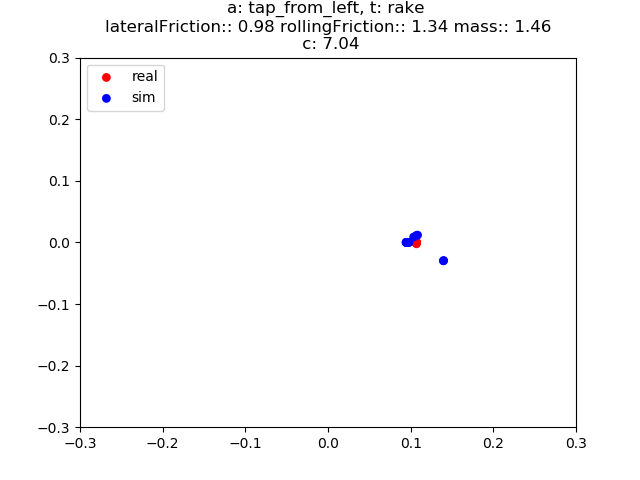 a: tap_from_left, t: rake
lateralFriction:: 0.98 rollingFriction:: 1.34 mass:: 1.46
c: 7.04
real
sim
0.3
0.2
0.1
0.0
−0.1
−0.2
−0.3
−0.3 −0.2 −0.1 0.0 0.1 0.2 0.3